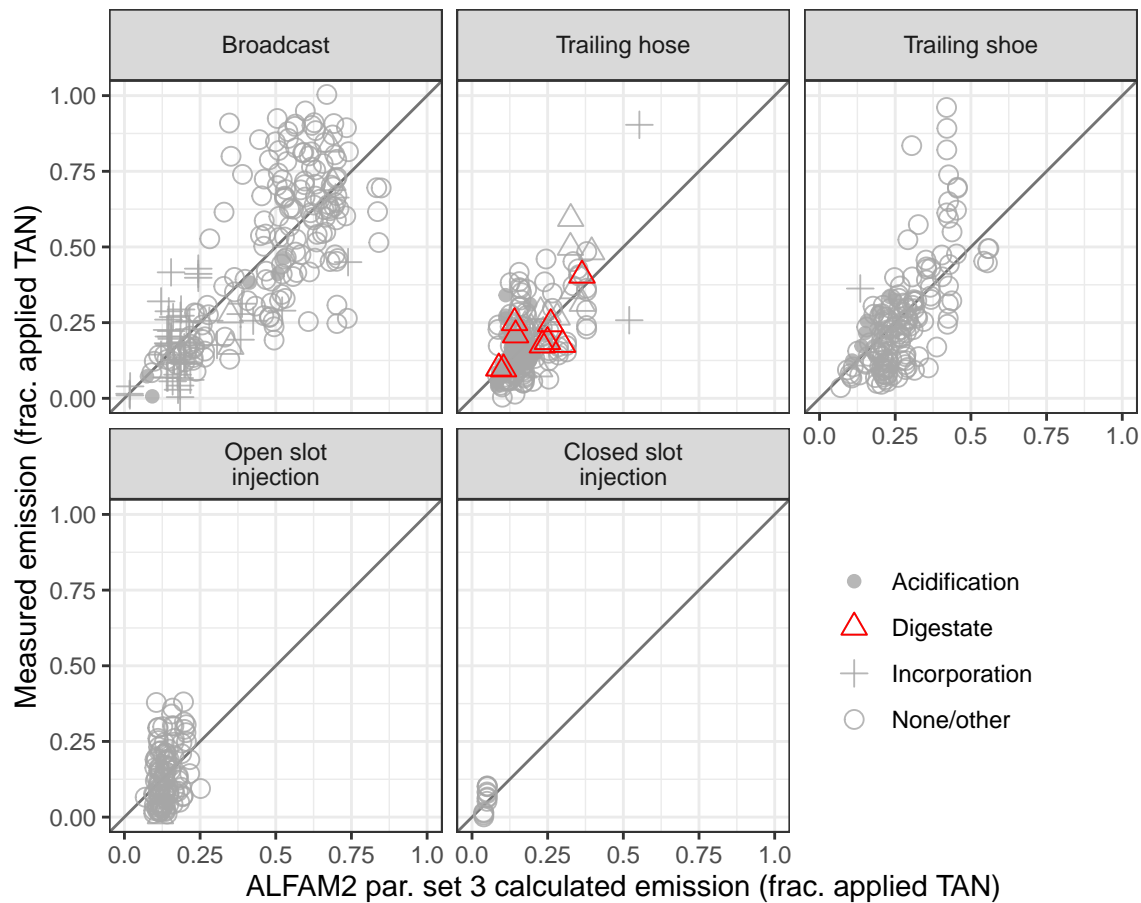 Broadcast
Trailing hose
Trailing shoe
1.00
0.75
0.50
0.25
0.00
0.0 0.25 0.5 0.75 1.0
Open slot
injection
Closed slot
injection
1.00
0.75
0.50
0.25
0.00
0.0 0.25 0.5 0.75 1.0
0.0 0.25 0.5 0.75 1.0
Measured emission (frac. applied TAN)
ALFAM2 par. set 3 calculated emission (frac. applied TAN)
Acidification
Digestate
Incorporation
None/other